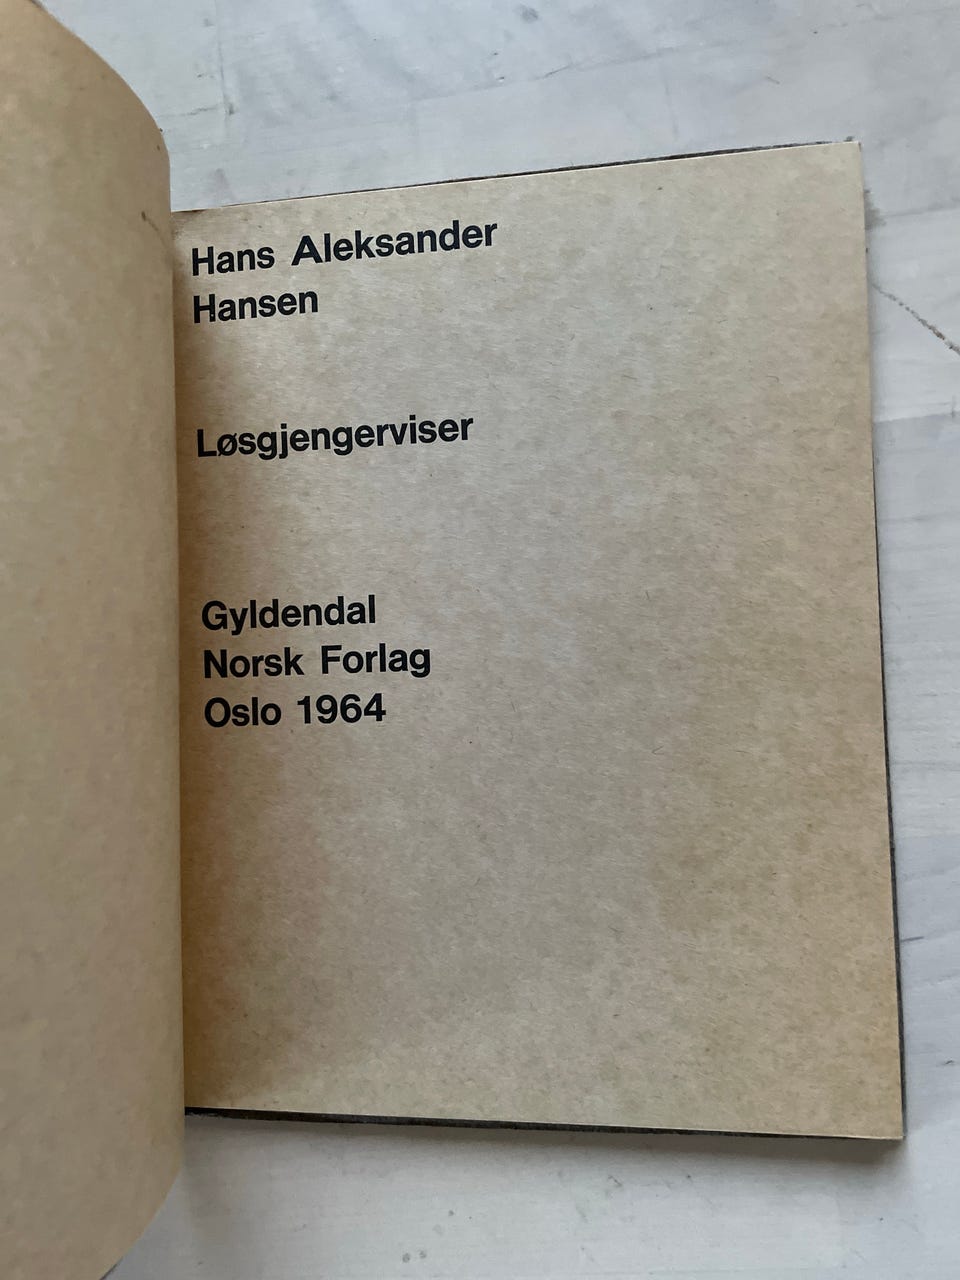 Hans Aleksander
Hansen
Løsgjengerviser
Gyldendal
Norsk Forlag
Oslo 1964